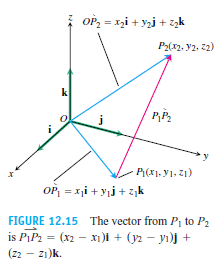 z
OP₂ = x₂i + y₂j + z₂k
P₂(x₂, y₂, z₂)
k
P₁P₂
O
i
j
y
x
P₁(x₁, y₁, z₁)
OP₁ = x₁i + y₁j + z₁k
FIGURE 12.15 The vector from P₁ to P₂
is P₁P₂ = (x₂ − x₁)i + (y₂ − y₁)j +
(z₂ − z₁)k.